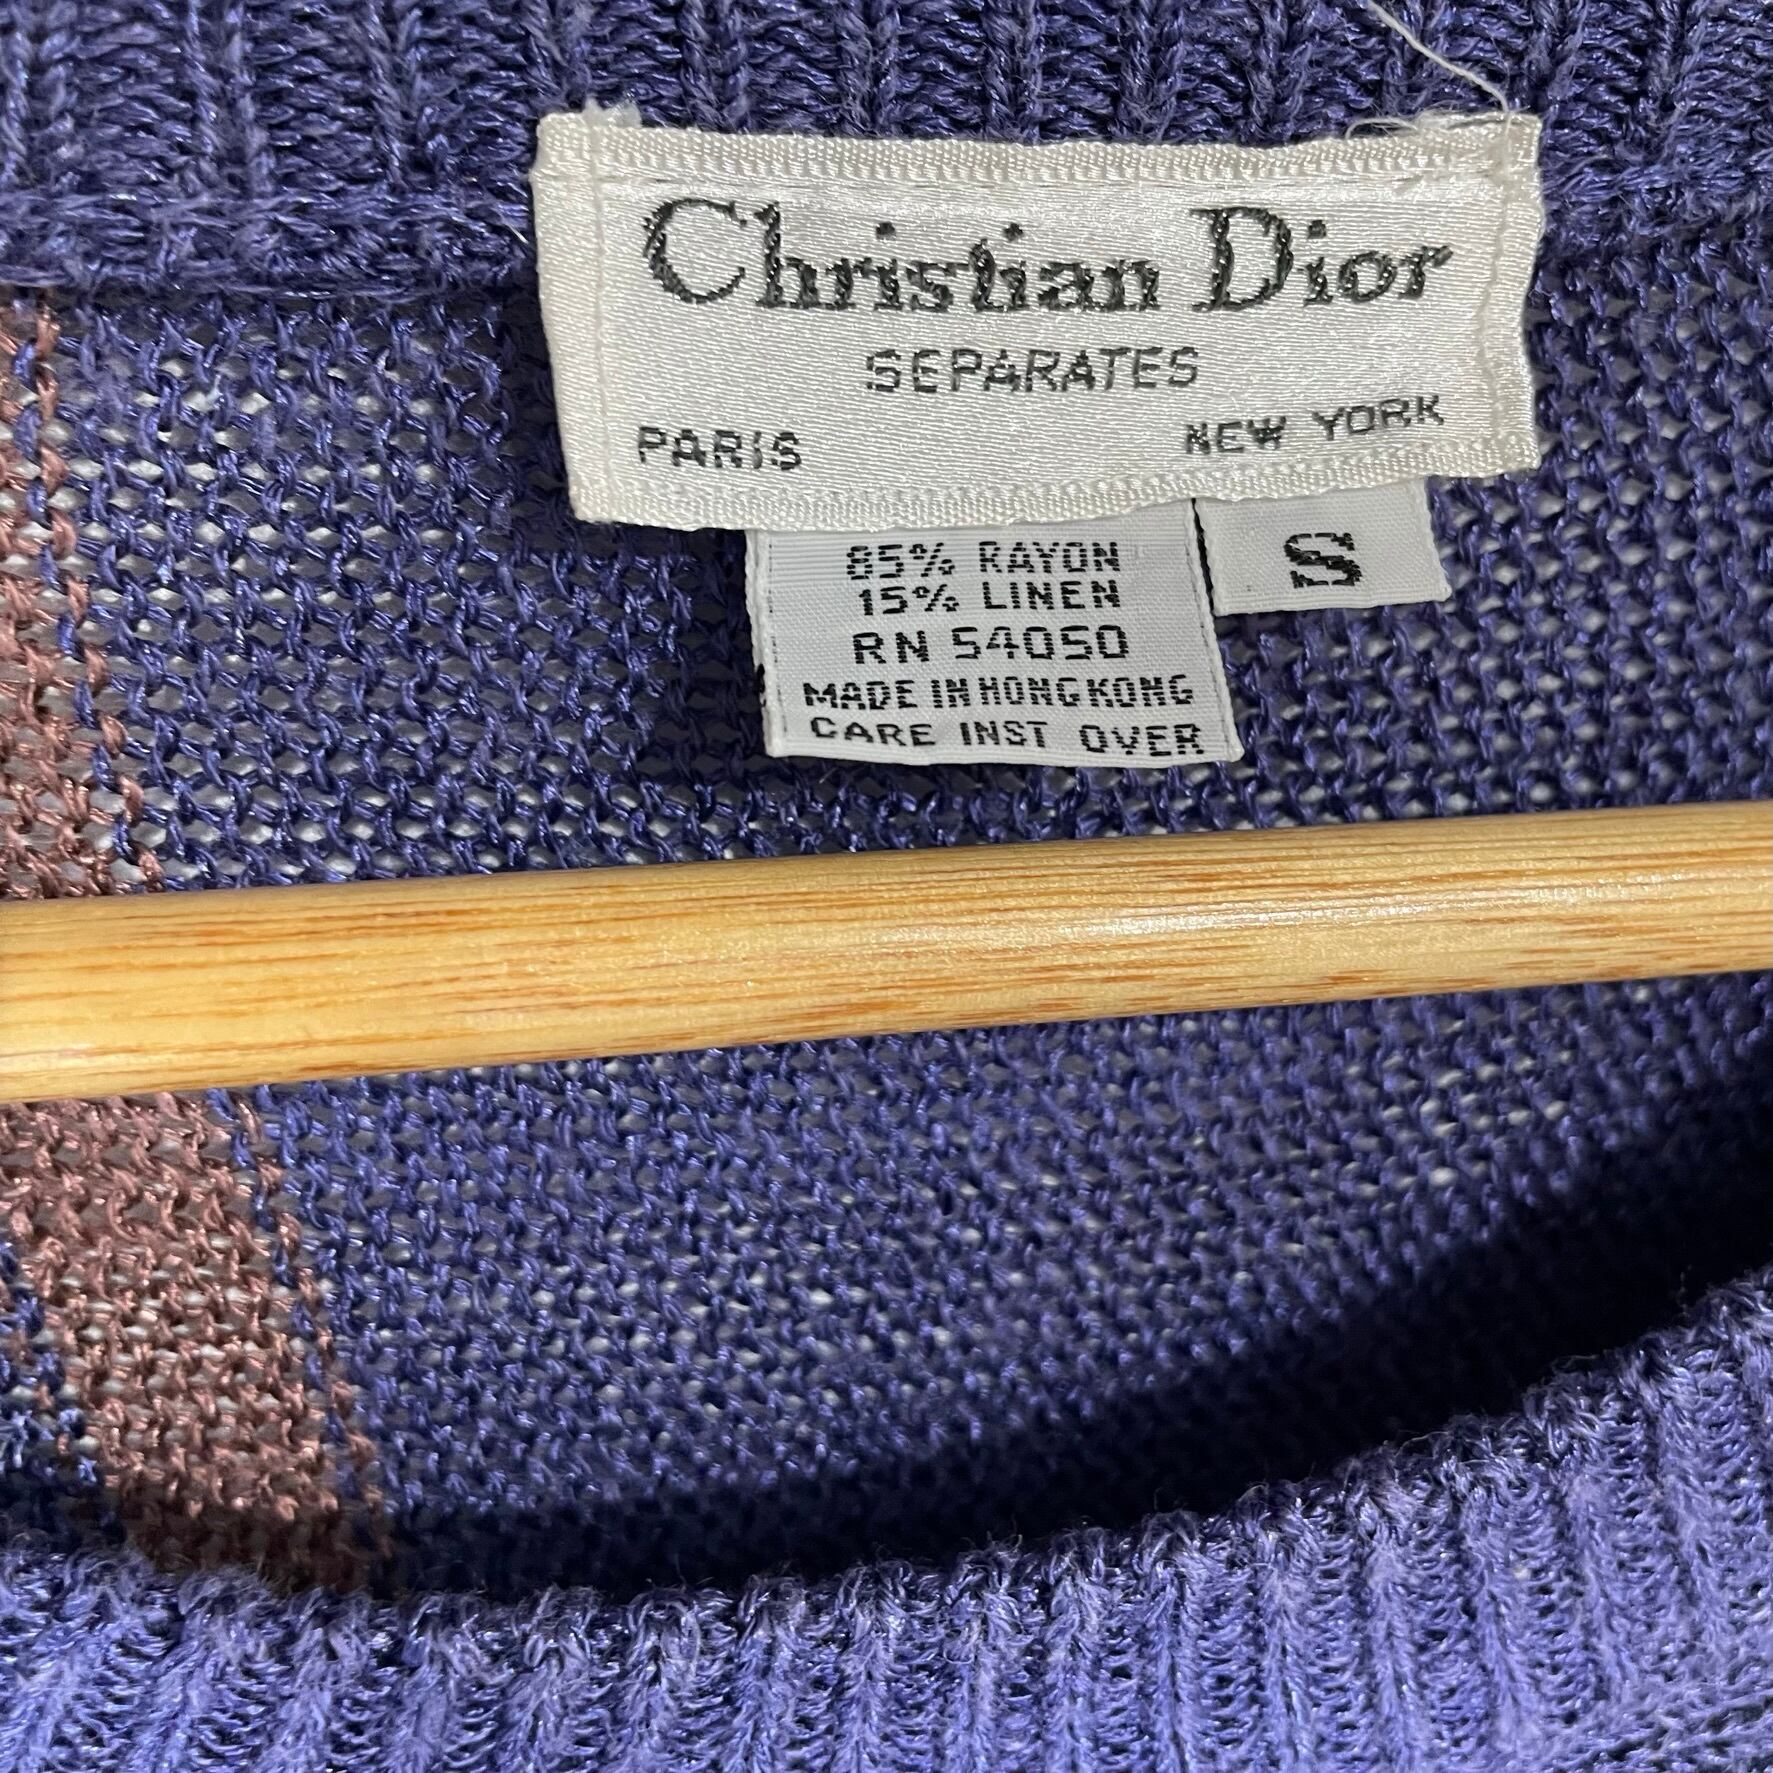 Christian Dior
SEPARATES
PARIS NEW YORK
85% RAYON
15% LINEN
RN 54050
MADE IN HONG KONG
CARE INST OVER
S